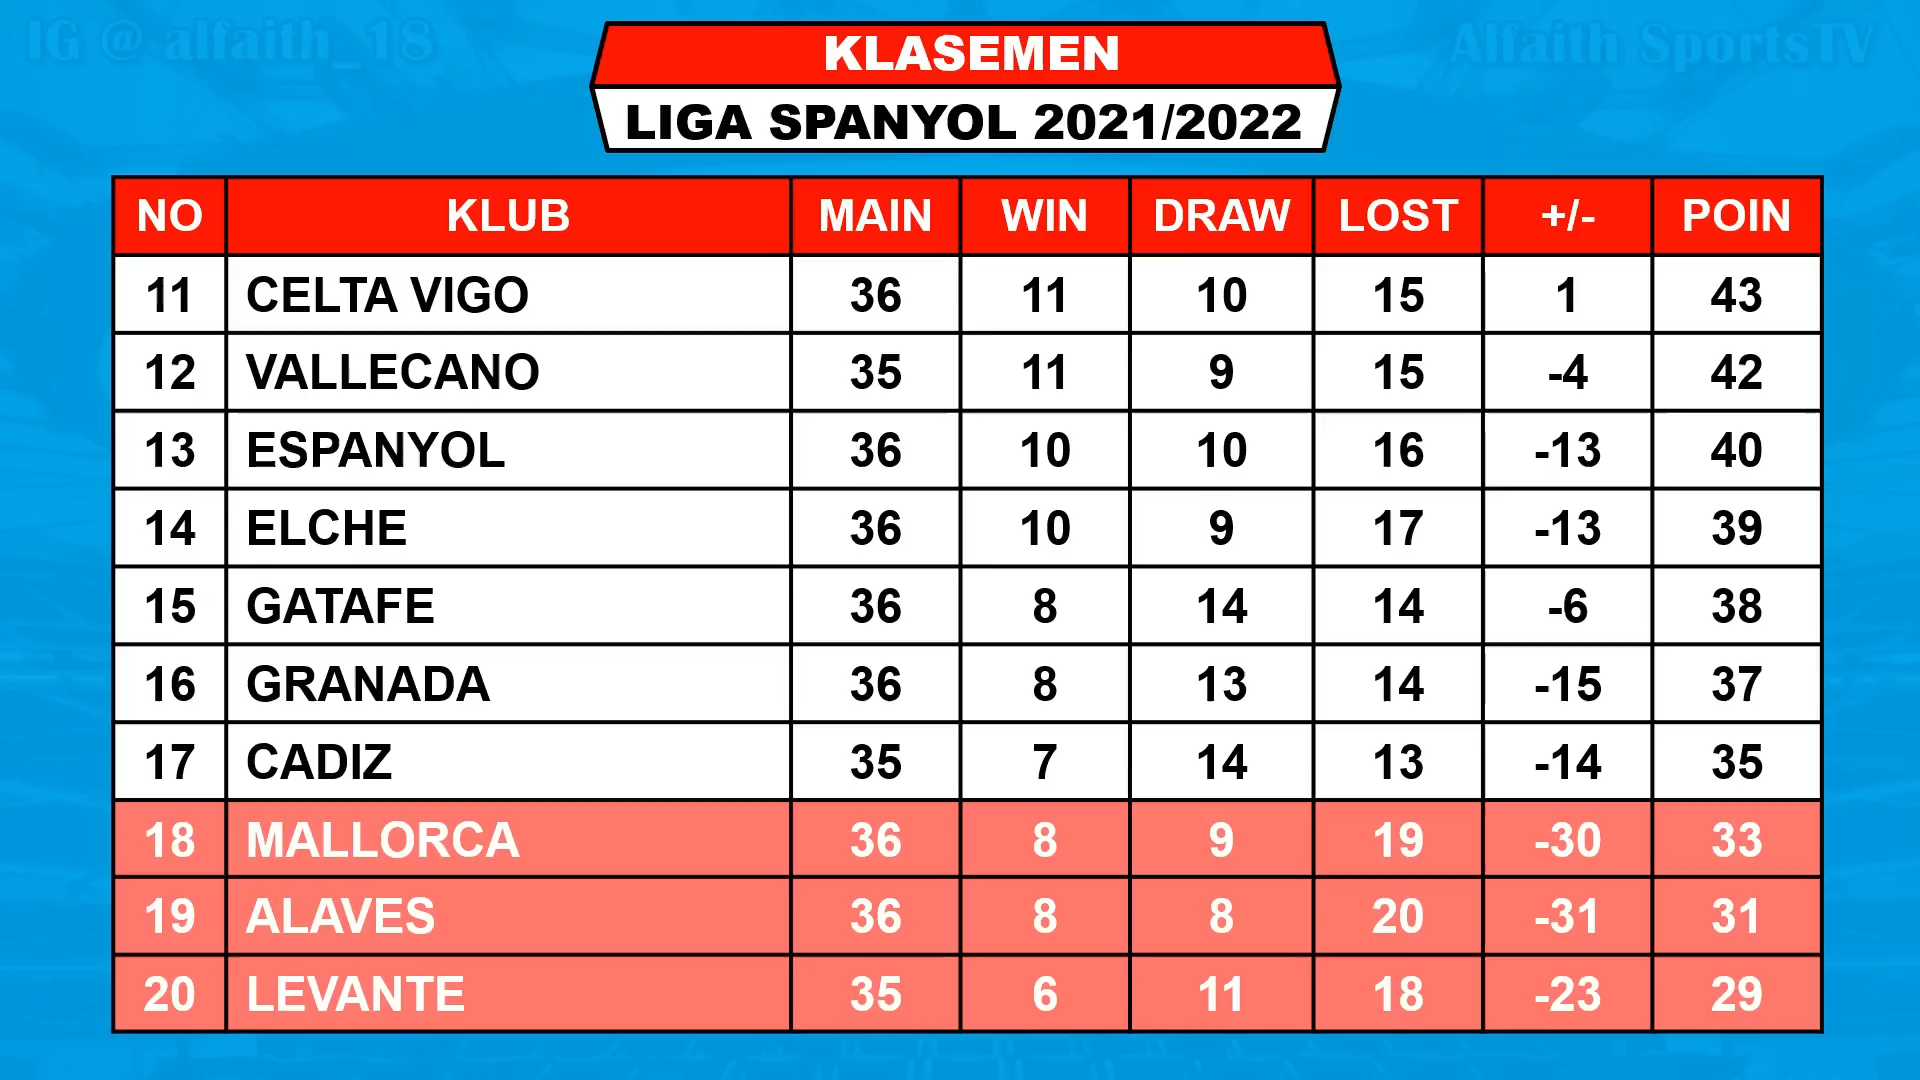 IG @ alfaith_18
Alfaith SportsTV
KLASEMEN
LIGA SPANYOL 2021/2022
NO KLUB MAIN WIN DRAW LOST +/- POIN
11 CELTA VIGO 36 11 10 15 1 43
12 VALLECANO 35 11 9 15 -4 42
13 ESPANYOL 36 10 10 16 -13 40
14 ELCHE 36 10 9 17 -13 39
15 GATAFE 36 8 14 14 -6 38
16 GRANADA 36 8 13 14 -15 37
17 CADIZ 35 7 14 13 -14 35
18 MALLORCA 36 8 9 19 -30 33
19 ALAVES 36 8 8 20 -31 31
20 LEVANTE 35 6 11 18 -23 29